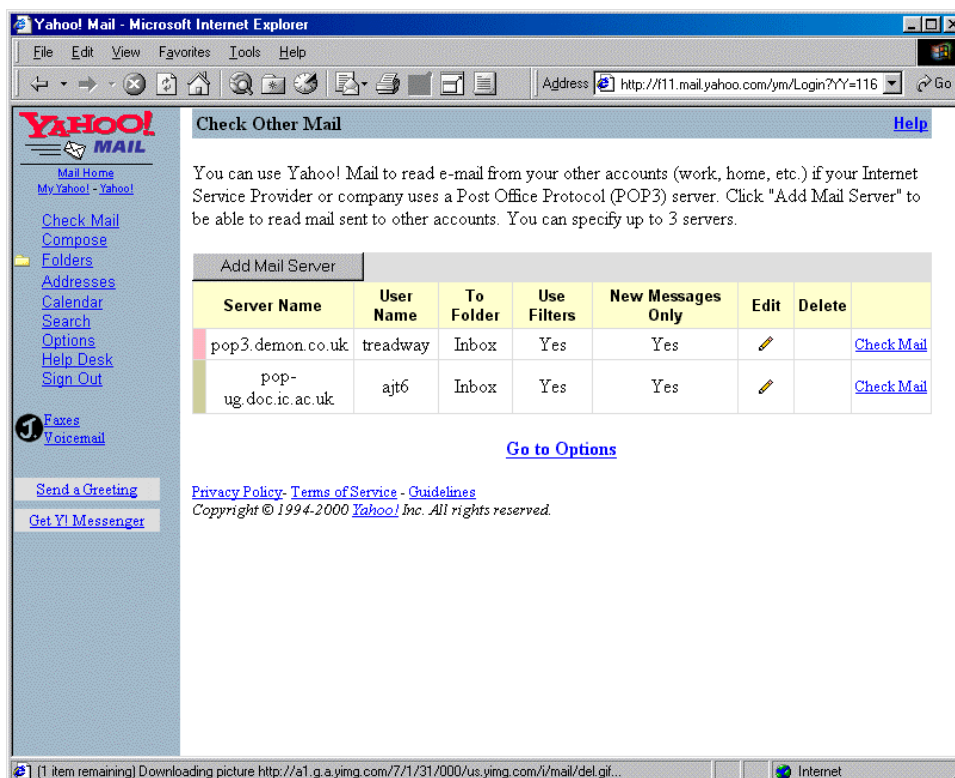 Yahoo! Mail - Microsoft Internet Explorer
File Edit View Favorites Tools Help
Address http://f11.mail.yahoo.com/ym/Login?YY=116 Go
YAHOO!
MAIL
Mail Home
My Yahoo! - Yahoo!
Check Mail
Compose
Folders
Addresses
Calendar
Search
Options
Help Desk
Sign Out
J.
Faxes
Voicemail
Send a Greeting
Get Y! Messenger
Check Other Mail Help
You can use Yahoo! Mail to read e-mail from your other accounts (work, home, etc.) if your Internet
Service Provider or company uses a Post Office Protocol (POP3) server. Click "Add Mail Server" to
be able to read mail sent to other accounts. You can specify up to 3 servers.
Add Mail Server
Server Name User Name To Folder Use Filters New Messages Only Edit Delete
pop3.demon.co.uk treadway Inbox Yes Yes Check Mail
pop-
ug.doc.ic.ac.uk ajt6 Inbox Yes Yes Check Mail
Go to Options
Privacy Policy- Terms of Service - Guidelines
Copyright © 1994-2000 Yahoo! Inc. All rights reserved.
(1 item remaining) Downloading picture http://a1.g.a.yimg.com/7/1/31/000/us.yimg.com/i/mail/del.gif... Internet